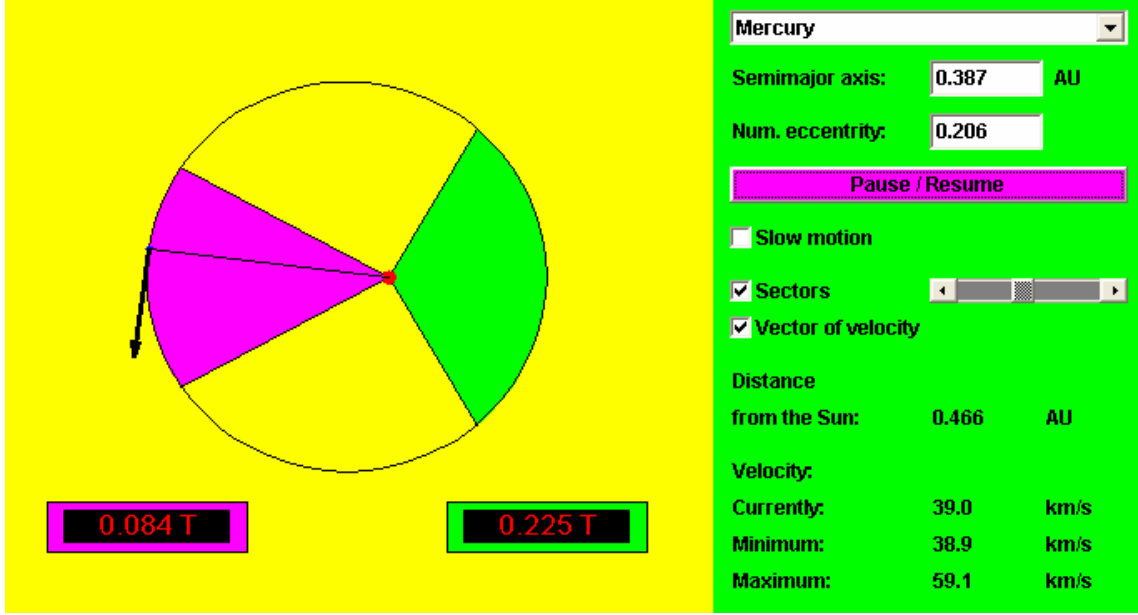 Mercury
Semimajor axis: 0.387 AU
Num. eccentrity: 0.206
Pause / Resume
Slow motion
Sectors
Vector of velocity
Distance
from the Sun: 0.466 AU
Velocity:
Currently: 39.0 km/s
Minimum: 38.9 km/s
Maximum: 59.1 km/s
0.084 T
0.225 T